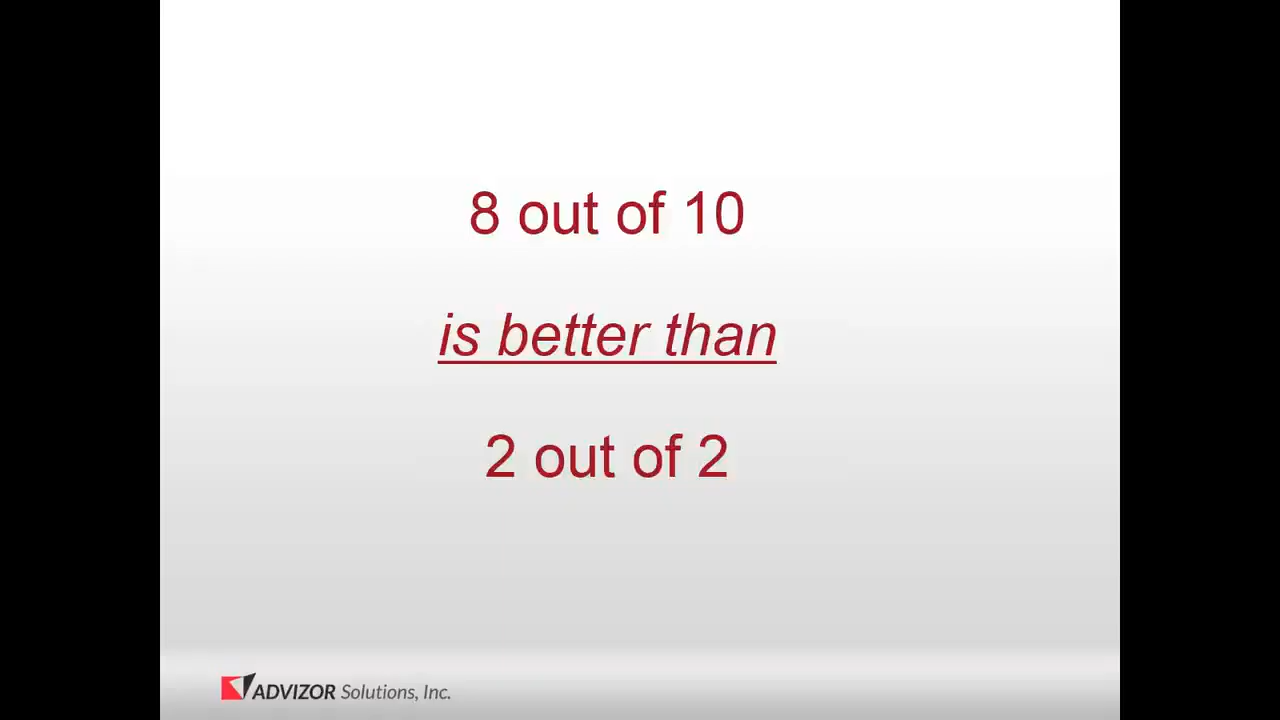 8 out of 10
is better than
2 out of 2
ADVIZOR Solutions, Inc.